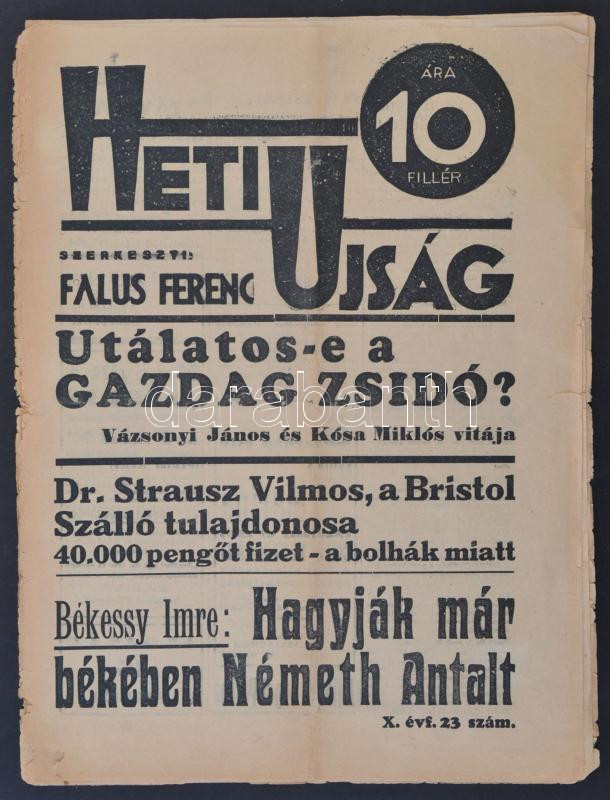 ÁRA
10
FILLÉR
HETI UJSÁG
SZERKESZTI:
FALUS FERENC
Utálatos-e a
GAZDAG ZSIDÓ?
darabanth
Vázsonyi János és Kósa Miklós vitája
Dr. Strausz Vilmos, a Bristol
Szálló tulajdonosa
40.000 pengőt fizet - a bolhák miatt
Békessy Imre: Hagyják már
békében Németh Antalt
X. évf. 23 szám.